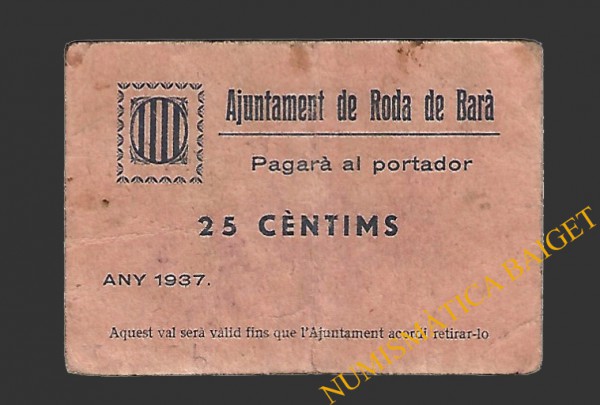 Ajuntament de Roda de Barà
Pagarà al portador
25 CÈNTIMS
ANY 1937.
Aquest val serà vàlid fins que l'Ajuntament acordi retirar-lo
NUMISMÀTICA BAIGET